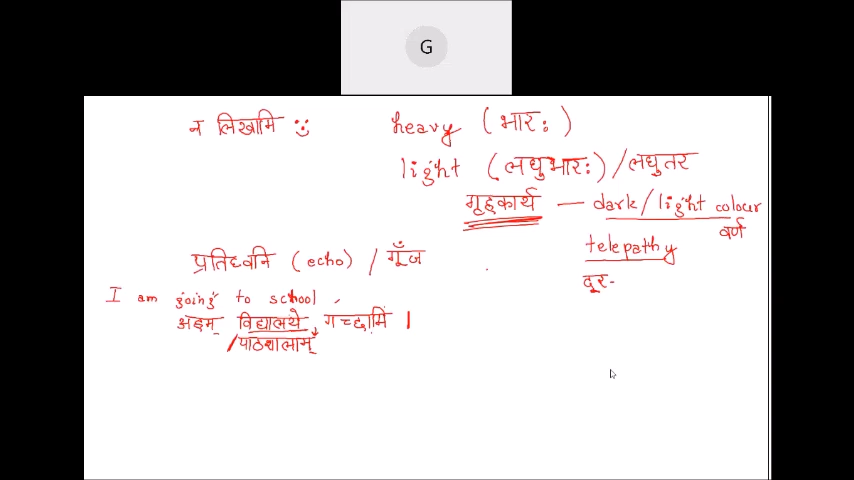 G
न लिखामि :) heavy (भारः)
light (लघुभारः) / लघुतर
गृहकार्य — dark / light colour
वर्ण
telepathy
प्रतिध्वनि (echo) / गूँज
दूर-
I am going to school
अहम् विद्यालये गच्छामि ।
/पाठशालाम्